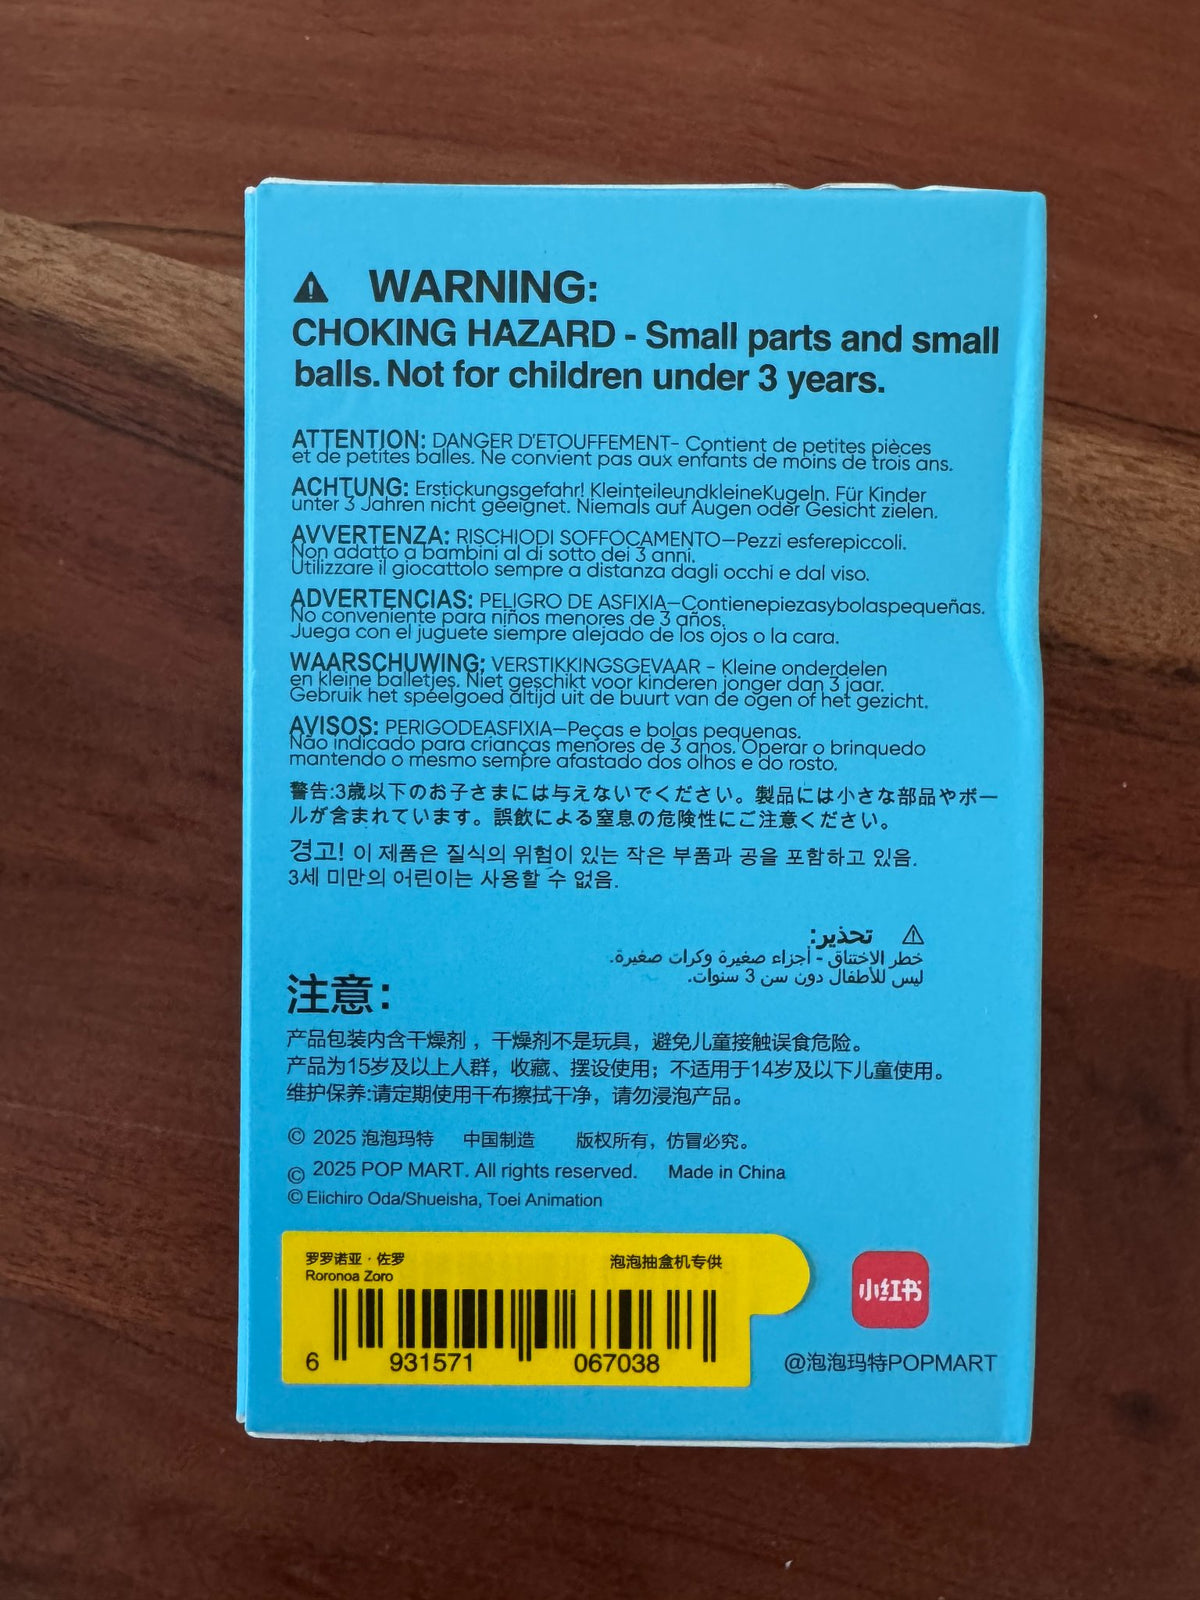 WARNING:
CHOKING HAZARD - Small parts and small
balls. Not for children under 3 years.
ATTENTION: DANGER D'ETOUFFEMENT- Contient de petites pièces
et de petites balles. Ne convient pas aux enfants de moins de trois ans.
ACHTUNG: Erstickungsgefahr! KleinteileundkleineKugeln. Für Kinder
unter 3 Jahren nicht geeignet. Niemals auf Augen oder Gesicht zielen.
AVVERTENZA: RISCHIODI SOFFOCAMENTO—Pezzi esferepiccoli.
Non adatto a bambini al di sotto dei 3 anni.
Utilizzare il giocattolo sempre a distanza dagli occhi e dal viso.
ADVERTENCIAS: PELIGRO DE ASFIXIA—Contienepiezasybolaspequeñas.
No conveniente para niños menores de 3 años.
Juega con el juguete siempre alejado de los ojos o la cara.
WAARSCHUWING: VERSTIKKINGSGEVAAR - Kleine onderdelen
en kleine balletjes. Niet geschikt voor kinderen jonger dan 3 jaar.
Gebruik het speelgoed altijd uit de buurt van de ogen of het gezicht.
AVISOS: PERIGODEASFIXIA—Peças e bolas pequenas.
Não indicado para crianças menores de 3 anos. Operar o brinquedo
mantendo o mesmo sempre afastado dos olhos e do rosto.
警告:3歳以下のお子さまには与えないでください。製品には小さな部品やボー
ルが含まれています。誤飲による窒息の危険性にご注意ください。
경고! 이 제품은 질식의 위험이 있는 작은 부품과 공을 포함하고 있음.
3세 미만의 어린이는 사용할 수 없음.
تحذير:
خطر الاختناق - أجزاء صغيرة وكرات صغيرة.
ليس للأطفال دون سن 3 سنوات.
注意：
产品包装内含干燥剂，干燥剂不是玩具，避免儿童接触误食危险。
产品为15岁及以上人群，收藏、摆设使用；不适用于14岁及以下儿童使用。
维护保养:请定期使用干布擦拭干净，请勿浸泡产品。
© 2025 泡泡玛特 中国制造 版权所有，仿冒必究。
© 2025 POP MART. All rights reserved. Made in China
© Eiichiro Oda/Shueisha, Toei Animation
罗罗诺亚·佐罗 泡泡抽盒机专供
Roronoa Zoro
6 931571 067038
小红书
@泡泡玛特POPMART